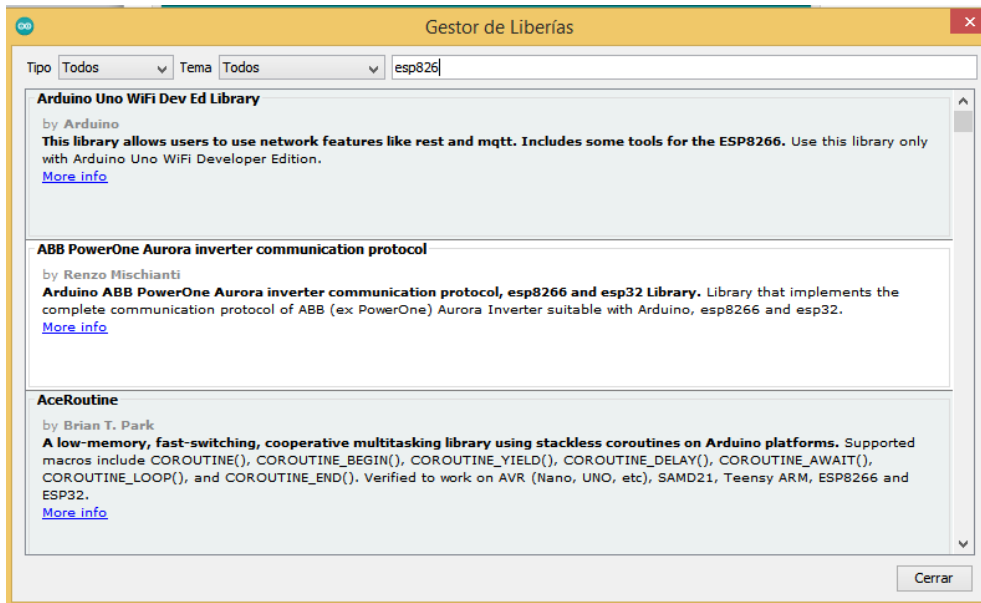 Gestor de Liberías
Tipo Todos Tema Todos esp826
Arduino Uno WiFi Dev Ed Library
by Arduino
This library allows users to use network features like rest and mqtt. Includes some tools for the ESP8266. Use this library only
with Arduino Uno WiFi Developer Edition.
More info
ABB PowerOne Aurora inverter communication protocol
by Renzo Mischianti
Arduino ABB PowerOne Aurora inverter communication protocol, esp8266 and esp32 Library. Library that implements the
complete communication protocol of ABB (ex PowerOne) Aurora Inverter suitable with Arduino, esp8266 and esp32.
More info
AceRoutine
by Brian T. Park
A low-memory, fast-switching, cooperative multitasking library using stackless coroutines on Arduino platforms. Supported
macros include COROUTINE(), COROUTINE_BEGIN(), COROUTINE_YIELD(), COROUTINE_DELAY(), COROUTINE_AWAIT(),
COROUTINE_LOOP(), and COROUTINE_END(). Verified to work on AVR (Nano, UNO, etc), SAMD21, Teensy ARM, ESP8266 and
ESP32.
More info
Cerrar